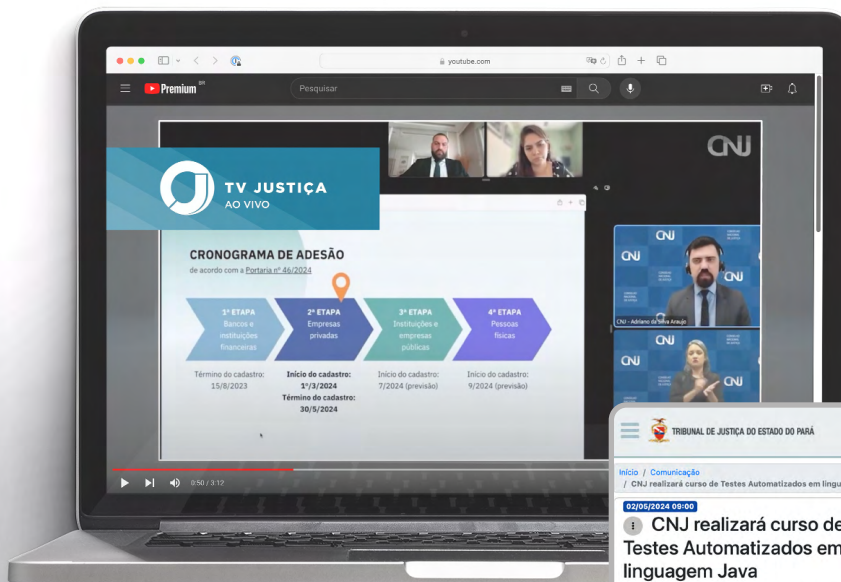 youtube.com
Premium BR
Pesquisar
TV JUSTIÇA
AO VIVO
CNJ
CRONOGRAMA DE ADESÃO
de acordo com a Portaria nº 46/2024
1ª ETAPA
Bancos e
instituições
financeiras
2ª ETAPA
Empresas
privadas
3ª ETAPA
Instituições e
empresas
públicas
4ª ETAPA
Pessoas
físicas
Término do cadastro:
15/8/2023
Início do cadastro:
1º/3/2024
Término do cadastro:
30/5/2024
Início do cadastro:
7/2024 (previsão)
Início do cadastro:
9/2024 (previsão)
CNJ
CNJ
CNJ
CNJ - Adriano da Silva Araujo
CNJ
CNJ
CNJ
0:50 / 3:12
TRIBUNAL DE JUSTIÇA DO ESTADO DO PARÁ
Início / Comunicação
/ CNJ realizará curso de Testes Automatizados em lingu
02/05/2024 09:00
CNJ realizará curso de
Testes Automatizados em
linguagem Java